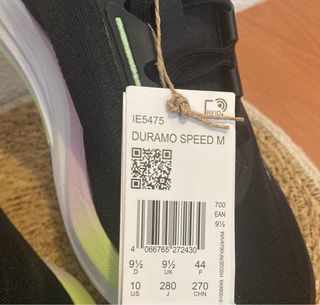 RFID
IE5475
DURAMO SPEED M
700
EAN
9½
4 066765 272430
9½ 9½ 44
D UK F
10 280 270
US J CHN